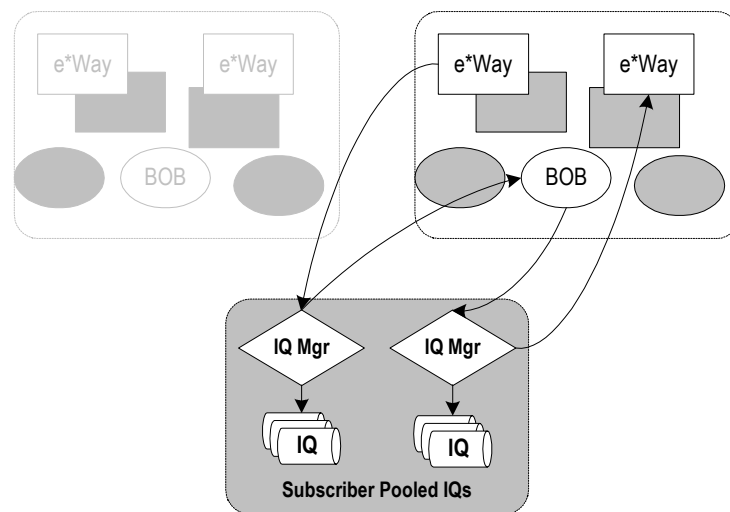 e*Way
e*Way
e*Way
e*Way
BOB
BOB
IQ Mgr
IQ Mgr
IQ
IQ
Subscriber Pooled IQs